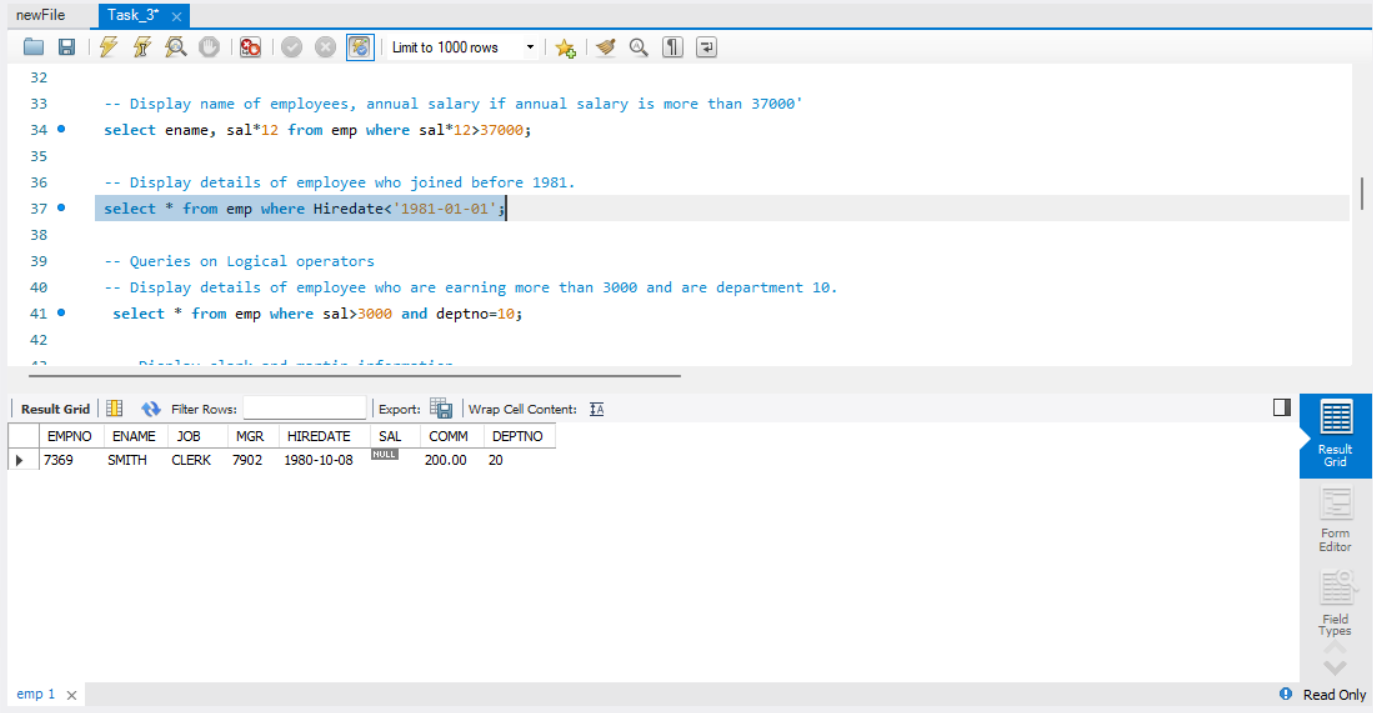 newFile Task_3* ×
Limit to 1000 rows
32
33 -- Display name of employees, annual salary if annual salary is more than 37000'
34 select ename, sal*12 from emp where sal*12>37000;
35
36 -- Display details of employee who joined before 1981.
37 select * from emp where Hiredate<'1981-01-01';
38
39 -- Queries on Logical operators
40 -- Display details of employee who are earning more than 3000 and are department 10.
41 select * from emp where sal>3000 and deptno=10;
42
Result Grid Filter Rows: Export: Wrap Cell Content: IA
EMPNO ENAME JOB MGR HIREDATE SAL COMM DEPTNO
7369 SMITH CLERK 7902 1980-10-08 NULL 200.00 20
Result
Grid
Form
Editor
Field
Types
emp 1 × Read Only